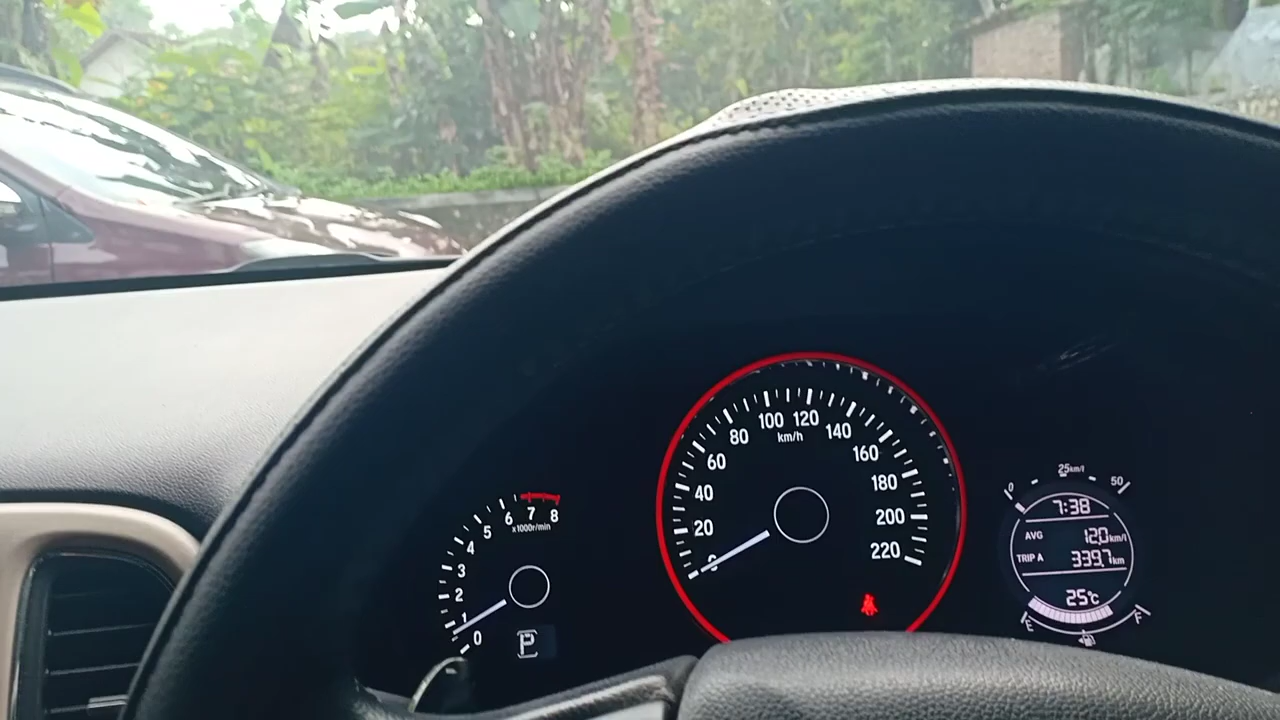 0 1 2 3 4 5 6 7 8
x1000r/min
P
0 20 40 60 80 100 120 140 160 180 200 220
km/h
0 25km/l 50
7:38
AVG 12.0km/l
TRIP A 339.7km
25°C
E F